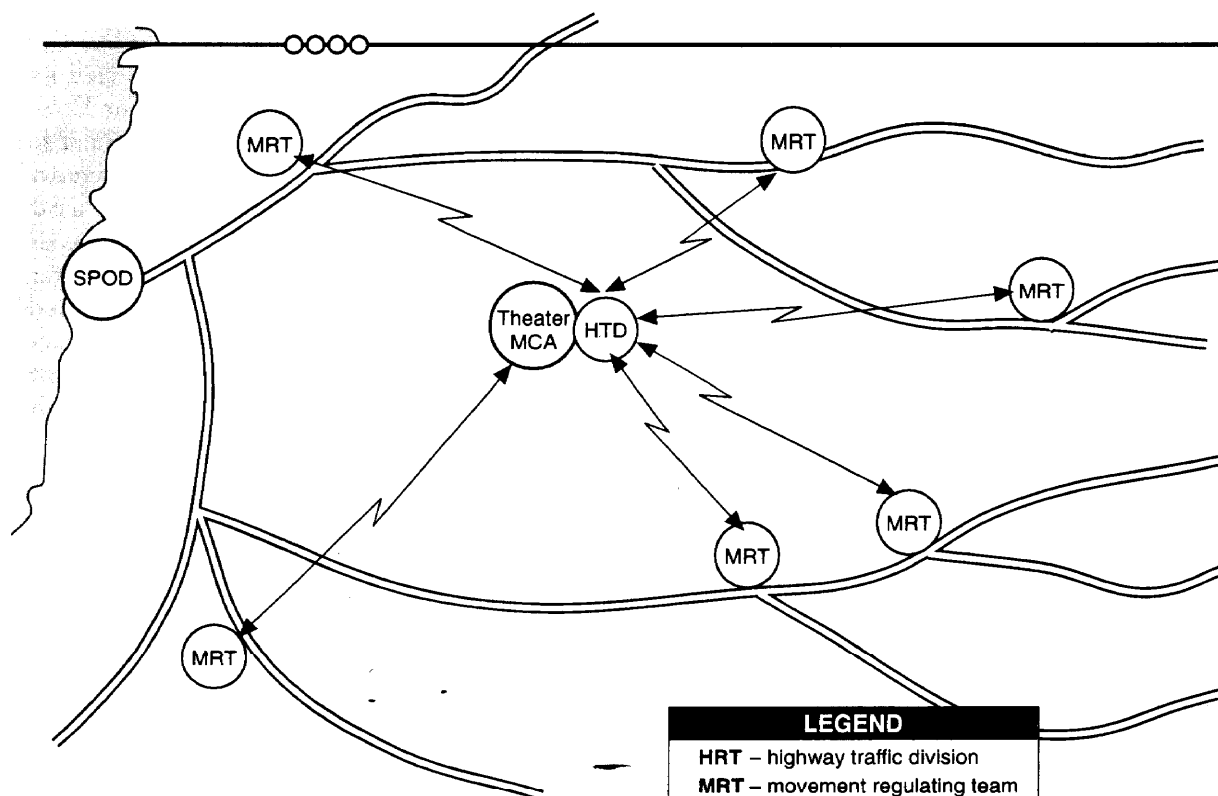 MRT
MRT
SPOD
MRT
Theater
MCA
HTD
MRT
MRT
MRT
LEGEND
HRT – highway traffic division
MRT – movement regulating team